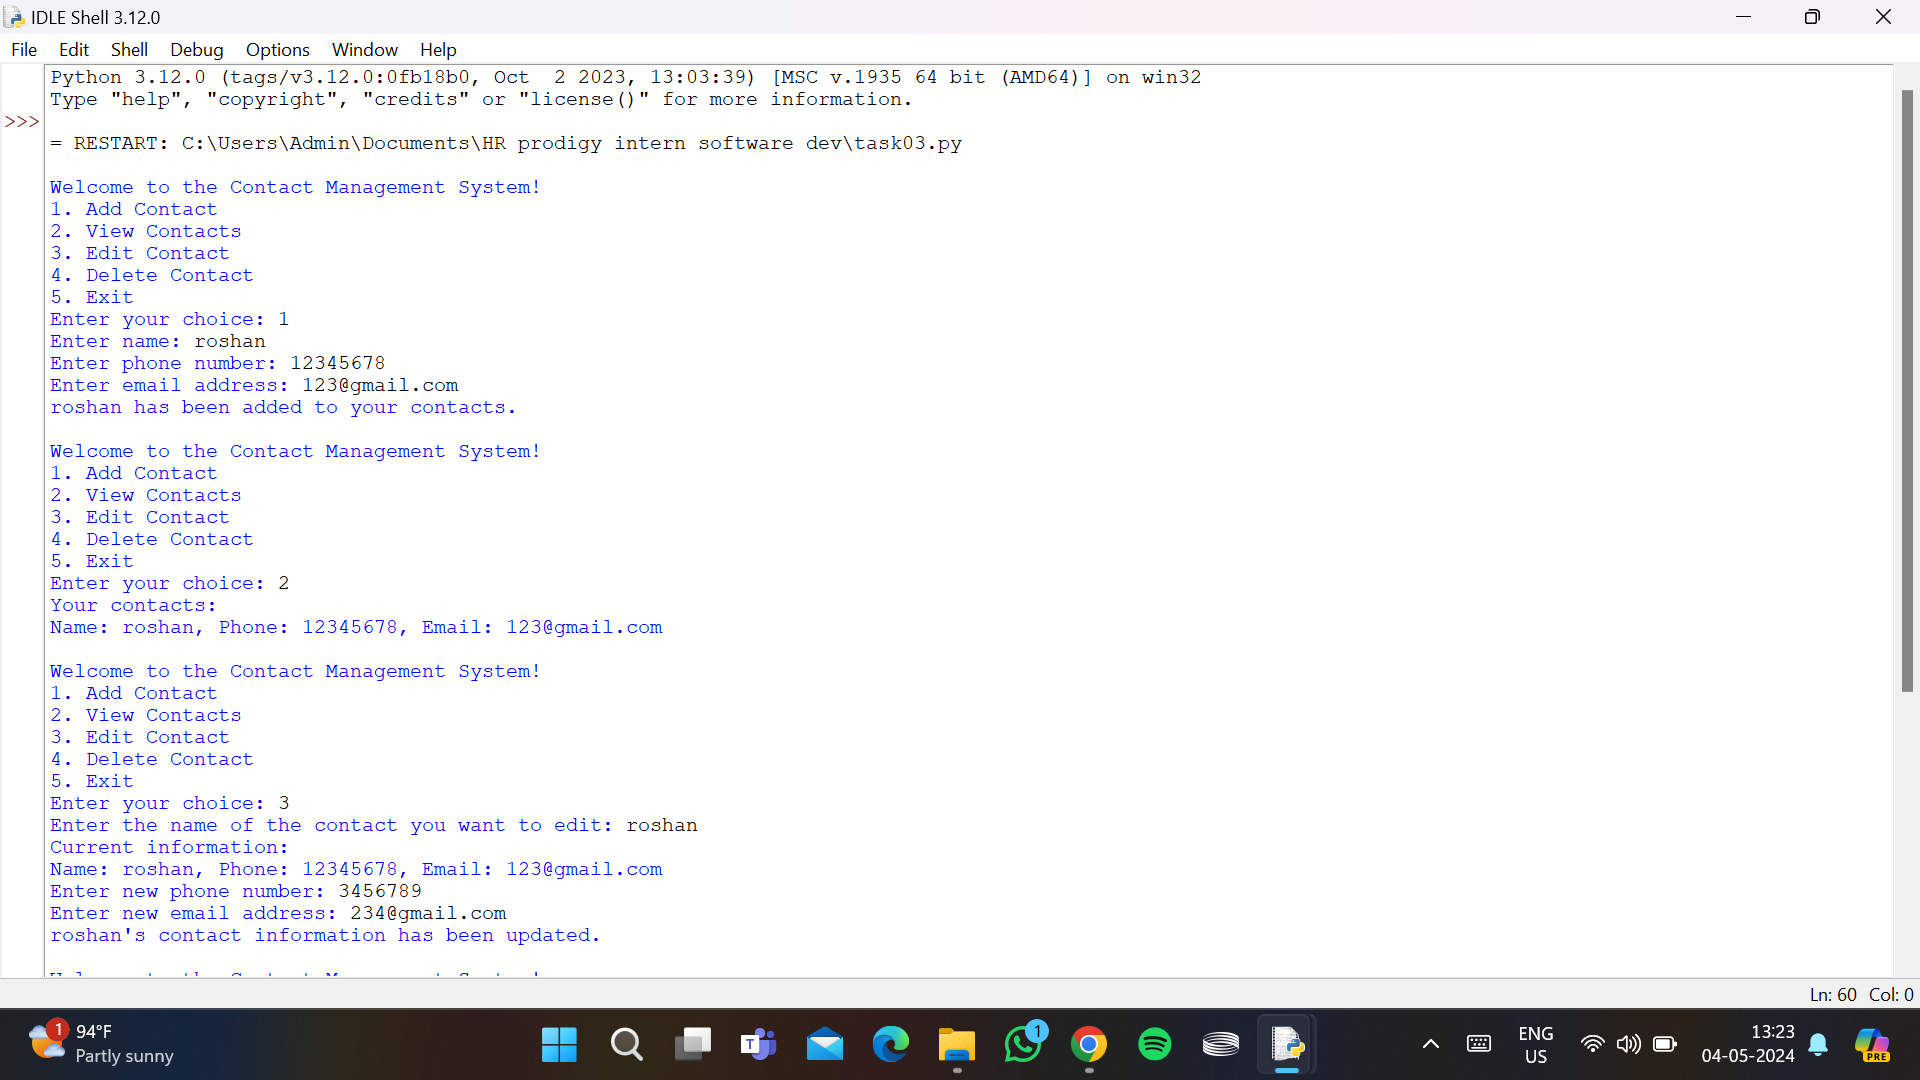 IDLE Shell 3.12.0
File Edit Shell Debug Options Window Help
Python 3.12.0 (tags/v3.12.0:0fb18b0, Oct  2 2023, 13:03:39) [MSC v.1935 64 bit (AMD64)] on win32
Type "help", "copyright", "credits" or "license()" for more information.
>>>
= RESTART: C:\Users\Admin\Documents\HR prodigy intern software dev\task03.py
Welcome to the Contact Management System!
1. Add Contact
2. View Contacts
3. Edit Contact
4. Delete Contact
5. Exit
Enter your choice: 1
Enter name: roshan
Enter phone number: 12345678
Enter email address: 123@gmail.com
roshan has been added to your contacts.
Welcome to the Contact Management System!
1. Add Contact
2. View Contacts
3. Edit Contact
4. Delete Contact
5. Exit
Enter your choice: 2
Your contacts:
Name: roshan, Phone: 12345678, Email: 123@gmail.com
Welcome to the Contact Management System!
1. Add Contact
2. View Contacts
3. Edit Contact
4. Delete Contact
5. Exit
Enter your choice: 3
Enter the name of the contact you want to edit: roshan
Current information:
Name: roshan, Phone: 12345678, Email: 123@gmail.com
Enter new phone number: 3456789
Enter new email address: 234@gmail.com
roshan's contact information has been updated.
Ln: 60 Col: 0
1
94°F
Partly sunny
T
1
ENG
US
13:23
04-05-2024
PRE